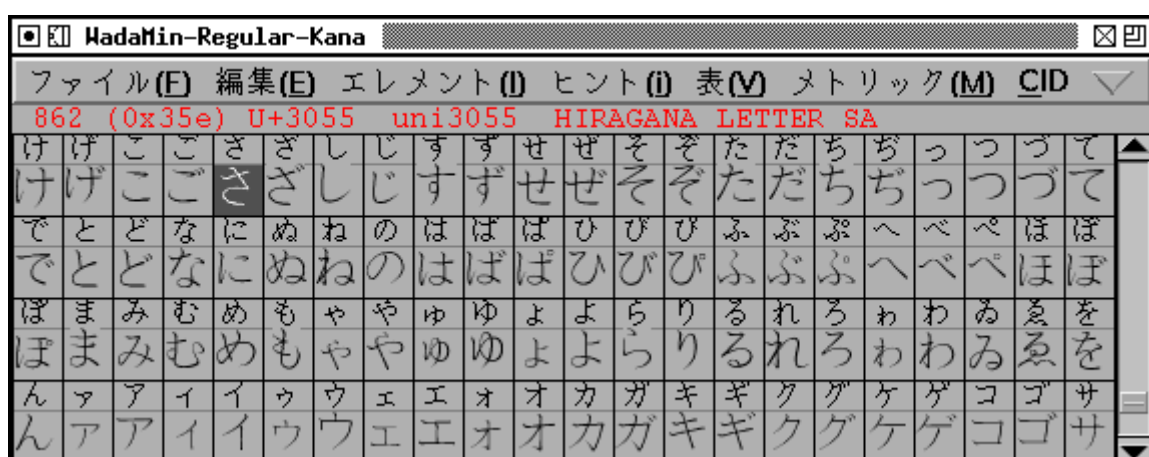 WadaMin-Regular-Kana
ファイル(F) 編集(E) エレメント(l) ヒント(i) 表(V) メトリック(M) CID
862 (0x35e) U+3055 uni3055 HIRAGANA LETTER SA
け げ こ ご さ ざ し じ す ず せ ぜ そ ぞ た だ ち ぢ っ つ づ て
け げ こ ご さ ざ し じ す ず せ ぜ そ ぞ た だ ち ぢ っ つ づ て
で と ど な に ぬ ね の は ば ぱ ひ び ぴ ふ ぶ ぷ へ べ ぺ ほ ぼ
で と ど な に ぬ ね の は ば ぱ ひ び ぴ ふ ぶ ぷ へ べ ぺ ほ ぼ
ぽ ま み む め も ゃ や ゅ ゆ ょ よ ら り る れ ろ ゎ わ ゐ ゑ を
ぽ ま み む め も ゃ や ゅ ゆ ょ よ ら り る れ ろ ゎ わ ゐ ゑ を
ん ァ ア ィ イ ゥ ウ ェ エ ォ オ カ ガ キ ギ ク グ ケ ゲ コ ゴ サ
ん ァ ア ィ イ ゥ ウ ェ エ ォ オ カ ガ キ ギ ク グ ケ ゲ コ ゴ サ